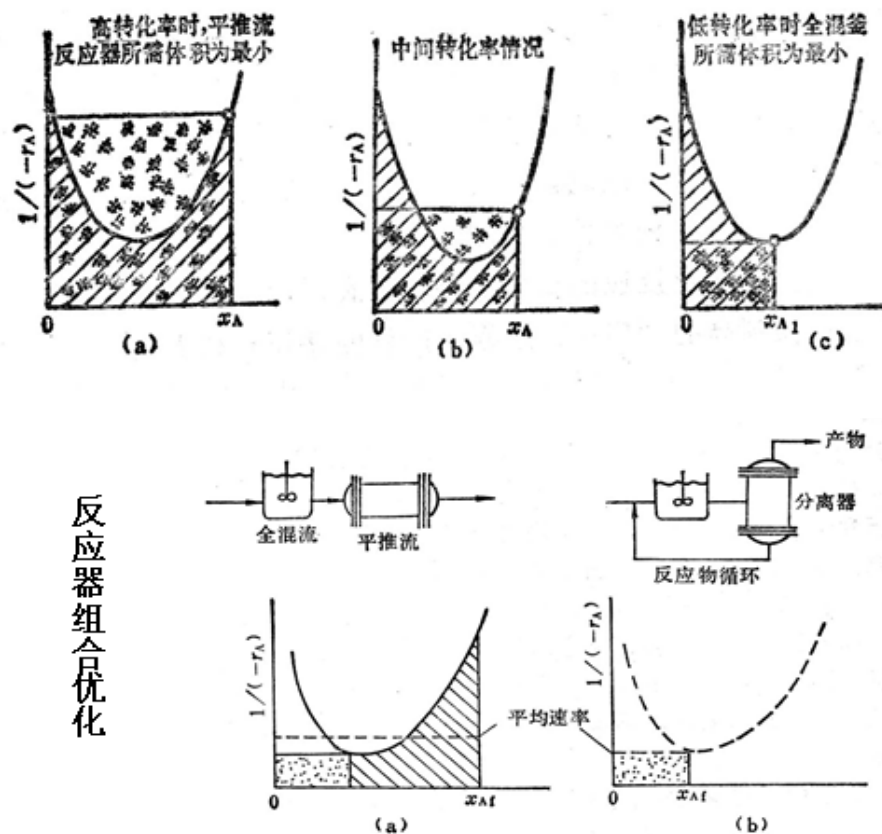 高转化率时，平推流
反应器所需体积为最小
1/(-rA)
0
xA
(a)
中间转化率情况
1/(-rA)
0
xA
(b)
低转化率时全混釜
所需体积为最小
1/(-rA)
0
xA1
(c)
反应器组合优化
全混流
平推流
1/(-rA)
平均速率
0
xAf
(a)
产物
分离器
反应物循环
1/(-rA)
0
xAf
(b)